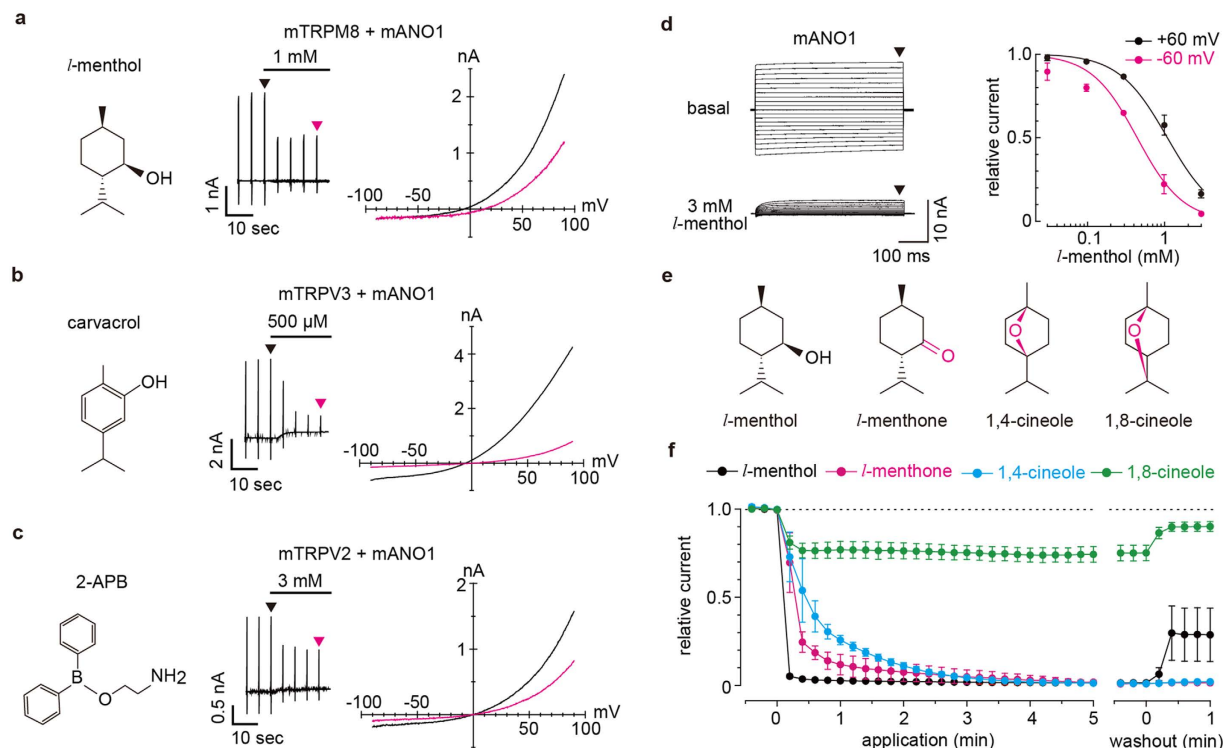 a
mTRPM8 + mANO1
l-menthol
1 mM
OH
1 nA
10 sec
nA
2
1
-100
-50
50
100
mV
b
mTRPV3 + mANO1
carvacrol
500 µM
OH
2 nA
10 sec
nA
4
2
-100
-50
50
100
mV
c
mTRPV2 + mANO1
2-APB
3 mM
B
O
NH2
0.5 nA
10 sec
nA
2
1
-100
-50
50
100
mV
d
mANO1
basal
3 mM
l-menthol
10 nA
100 ms
+60 mV
-60 mV
relative current
1.0
0.5
0
0.1
1
l-menthol (mM)
e
OH
O
O
O
l-menthol
l-menthone
1,4-cineole
1,8-cineole
f
l-menthol
l-menthone
1,4-cineole
1,8-cineole
relative current
1.0
0.5
0
0
1
2
3
4
5
application (min)
0
1
washout (min)